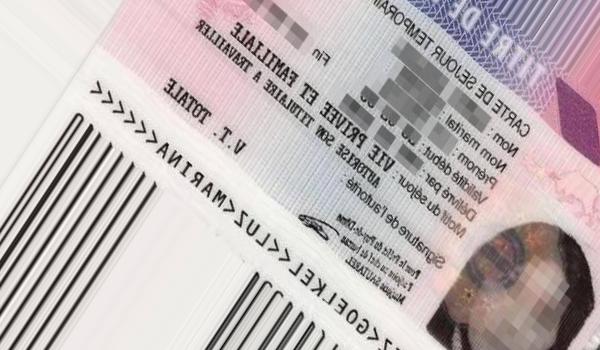 TITRE DE
CARTE DE SEJOUR TEMPORAI
Nom :
Nom marital :
Prénom :
Validité début : Fin
Délivré par :
Motif du séjour : VIE PRIVEE ET FAMILIALE
AUTORISE SON TITULAIRE A TRAVAILLER
Signature de l'autorité V.T. TOTALE
Z<GOELKEL<<LUZ<MARINA<<<<<<<